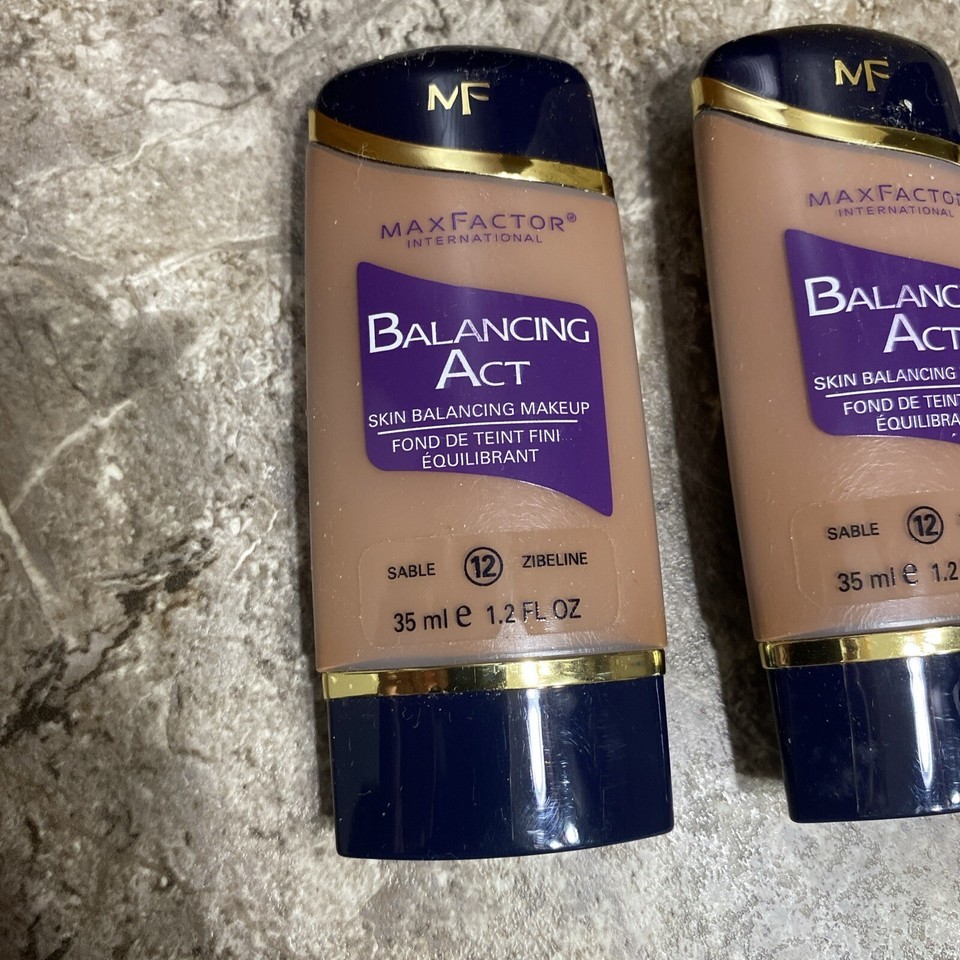 MF
MAXFACTOR®
INTERNATIONAL
BALANCING
ACT
SKIN BALANCING MAKEUP
FOND DE TEINT FINI
ÉQUILIBRANT
SABLE 12 ZIBELINE
35 ml e 1.2 FL OZ
MF
MAXFACTOR
INTERNATIONAL
BALANC
ACT
SKIN BALANCING
FOND DE TEINT
ÉQUILIBRA
SABLE 12
35 ml e 1.2